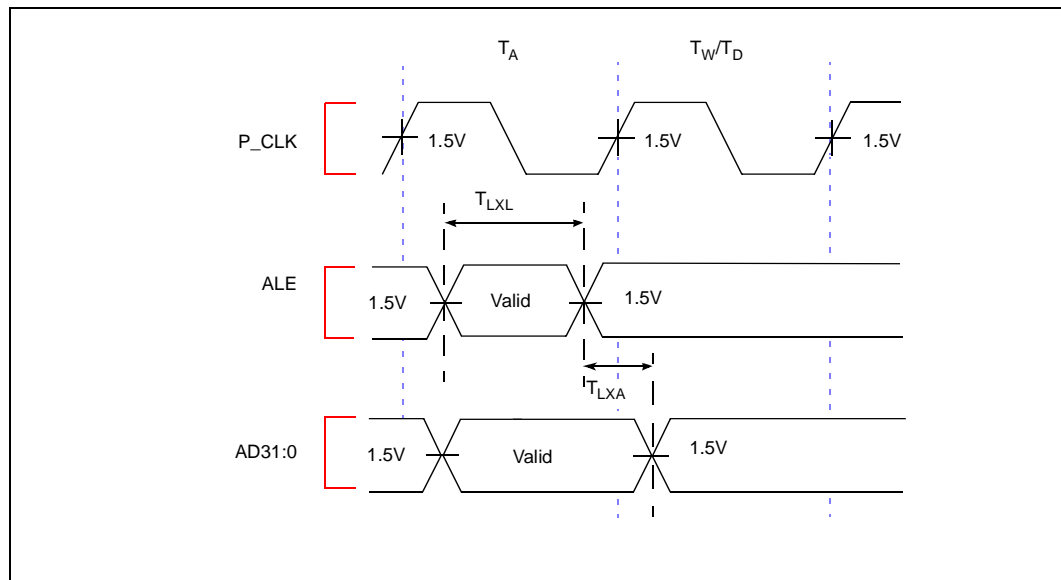 T_A T_W/T_D
P_CLK 1.5V 1.5V 1.5V
T_LXL
ALE 1.5V Valid 1.5V
T_LXA
AD31:0 1.5V Valid 1.5V